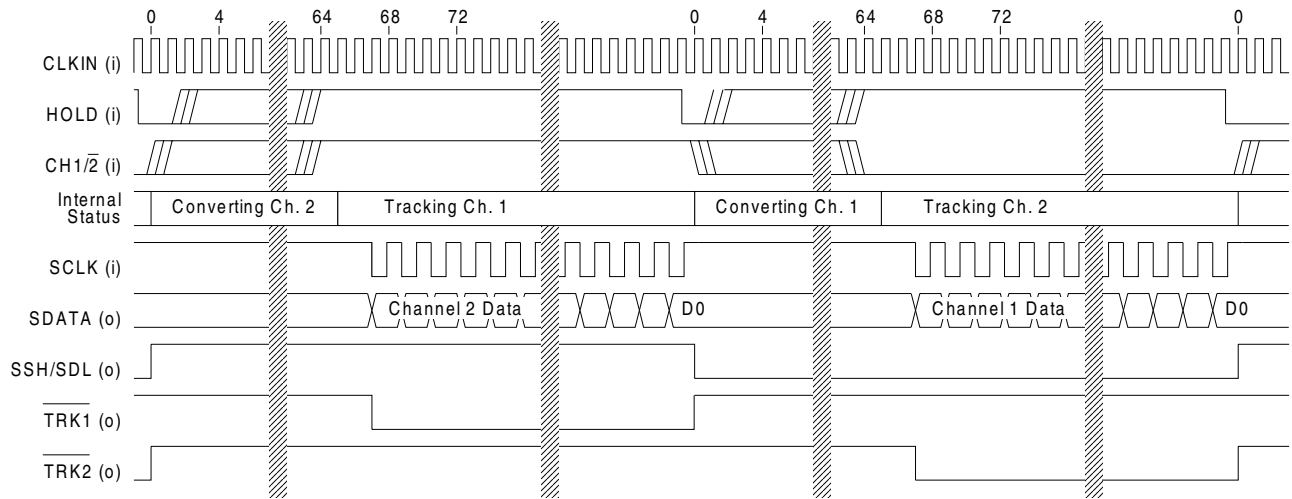 0 4 64 68 72 0 4 64 68 72 0
CLKIN (i)
HOLD (i)
CH1/2̅ (i)
Internal
Status
Converting Ch. 2 Tracking Ch. 1 Converting Ch. 1 Tracking Ch. 2
SCLK (i)
SDATA (o) Channel 2 Data D0 Channel 1 Data D0
SSH/SDL (o)
T̅R̅K̅1̅ (o)
T̅R̅K̅2̅ (o)